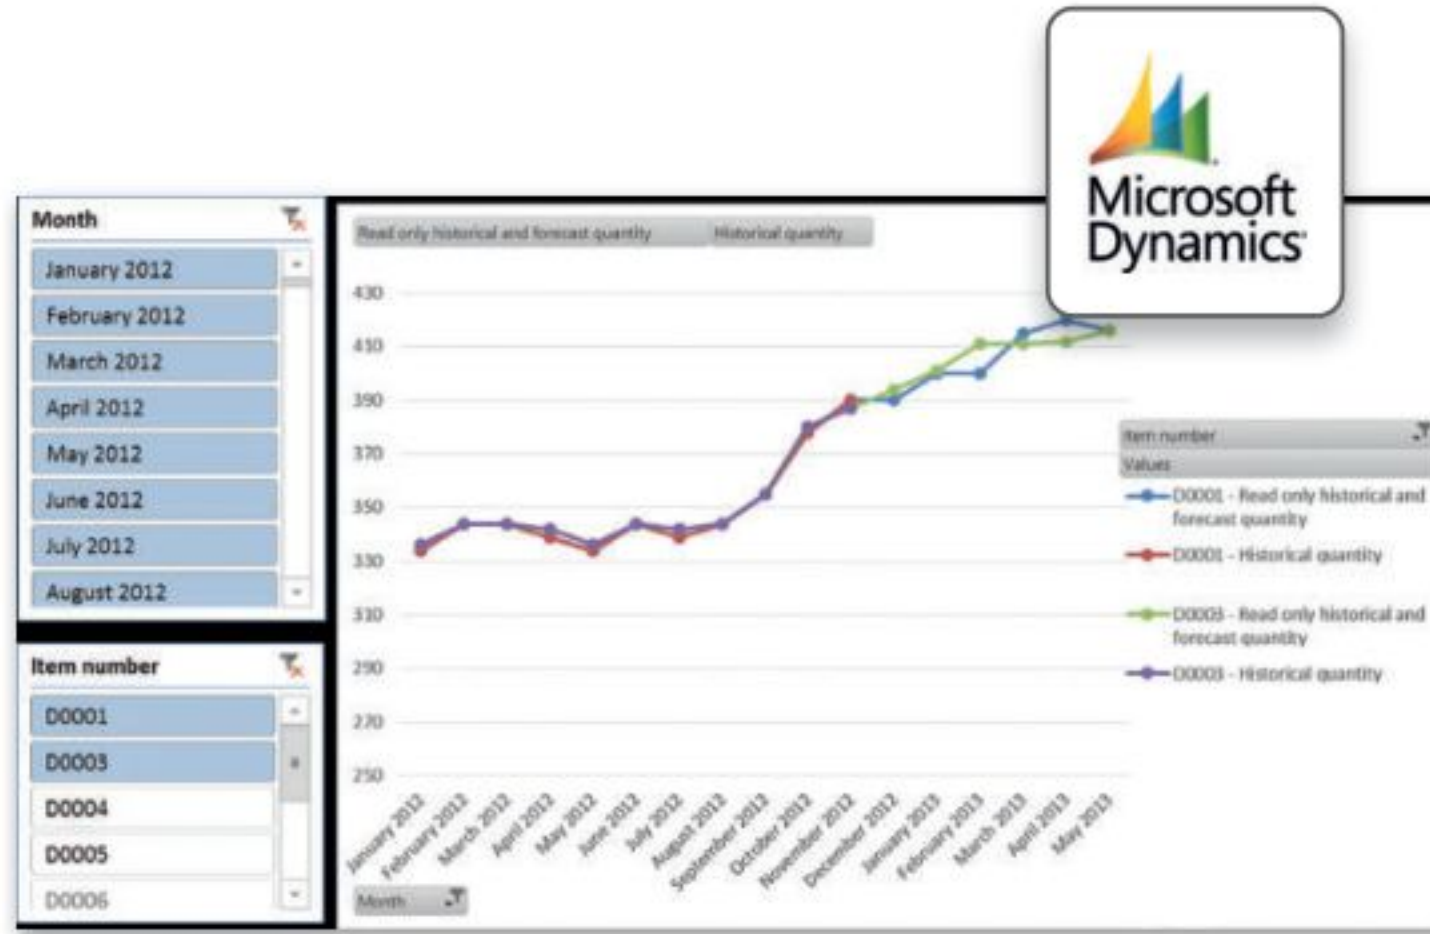 Microsoft
Dynamics
Month
January 2012
February 2012
March 2012
April 2012
May 2012
June 2012
July 2012
August 2012
Item number
D0001
D0003
D0004
D0005
D0006
Read only historical and forecast quantity
Historical quantity
430
410
390
370
350
330
310
290
270
250
January 2012
February 2012
March 2012
April 2012
May 2012
June 2012
July 2012
August 2012
September 2012
October 2012
November 2012
December 2012
January 2013
February 2013
March 2013
April 2013
May 2013
Month
Item number
Values
D0001 - Read only historical and
forecast quantity
D0001 - Historical quantity
D0003 - Read only historical and
forecast quantity
D0003 - Historical quantity